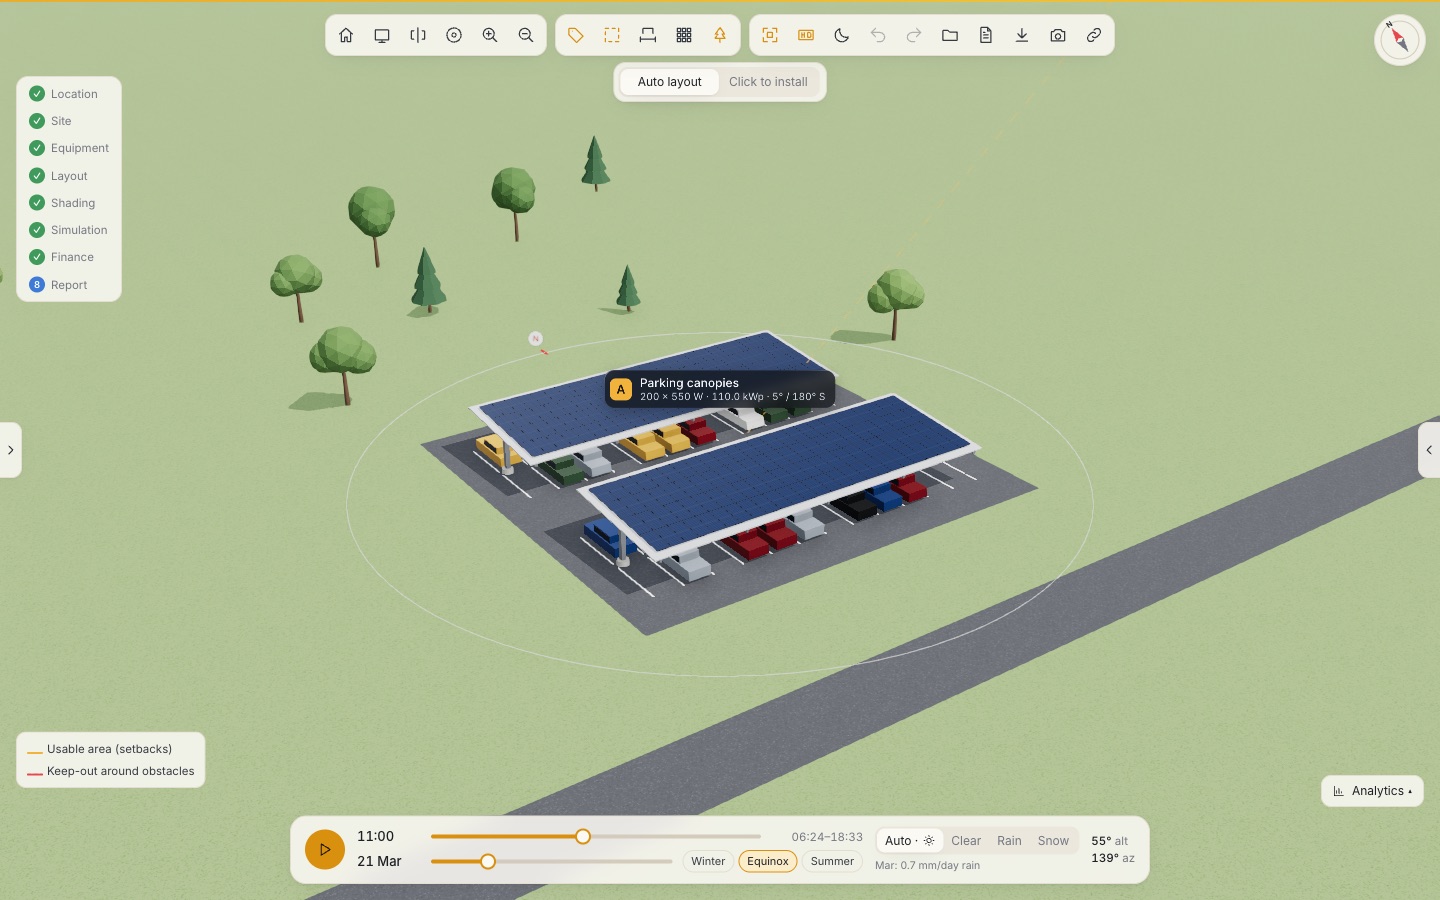 HD
N
Auto layout
Click to install
Location
Site
Equipment
Layout
Shading
Simulation
Finance
8 Report
N
A
Parking canopies
200 × 550 W · 110.0 kWp · 5° / 180° S
Usable area (setbacks)
Keep-out around obstacles
Analytics
11:00
06:24–18:33
21 Mar
Winter
Equinox
Summer
Auto ·
Clear
Rain
Snow
Mar: 0.7 mm/day rain
55° alt
139° az